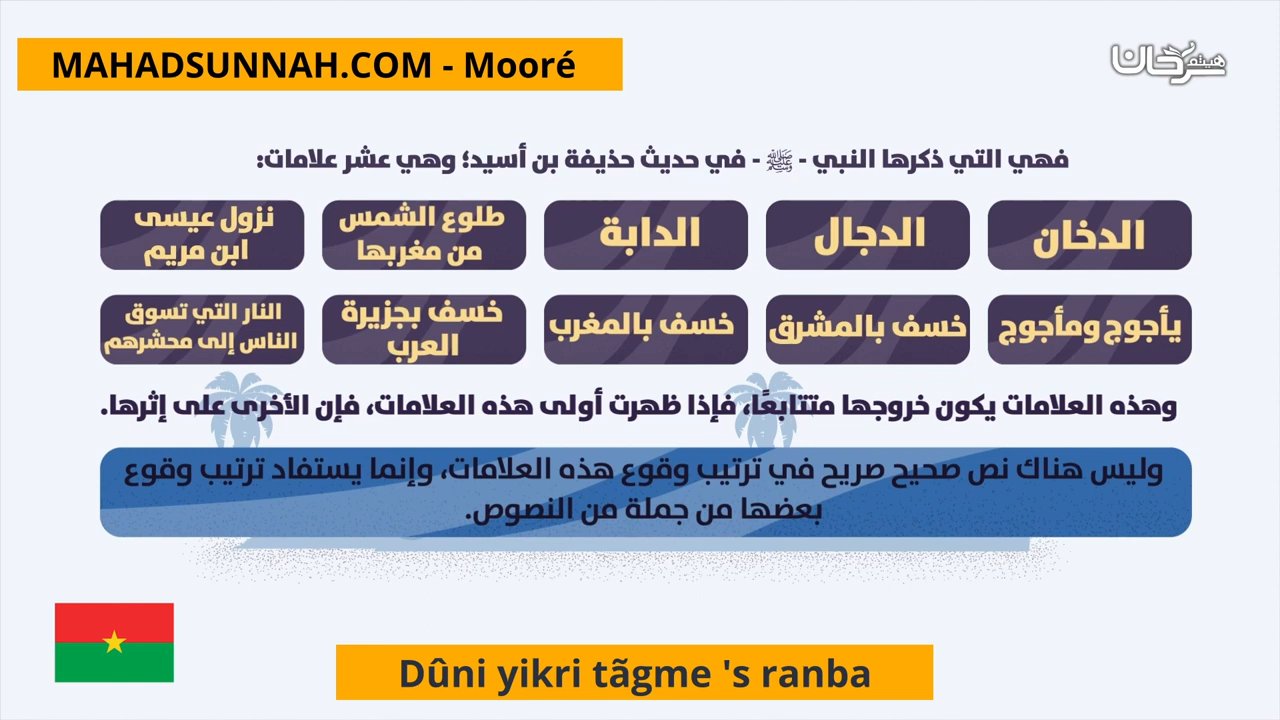 MAHADSUNNAH.COM - Mooré
هيثم سرحان
فهي التي ذكرها النبي - ﷺ - في حديث حذيفة بن أسيد؛ وهي عشر علامات:
الدخان
الدجال
الدابة
طلوع الشمس
من مغربها
نزول عيسى
ابن مريم
يأجوج ومأجوج
خسف بالمشرق
خسف بالمغرب
خسف بجزيرة
العرب
النار التي تسوق
الناس إلى محشرهم
وهذه العلامات يكون خروجها متتابعًا، فإذا ظهرت أولى هذه العلامات، فإن الأخرى على إثرها.
وليس هناك نص صحيح صريح في ترتيب وقوع هذه العلامات، وإنما يستفاد ترتيب وقوع
بعضها من جملة من النصوص.
Dûni yikri tãgme 's ranba